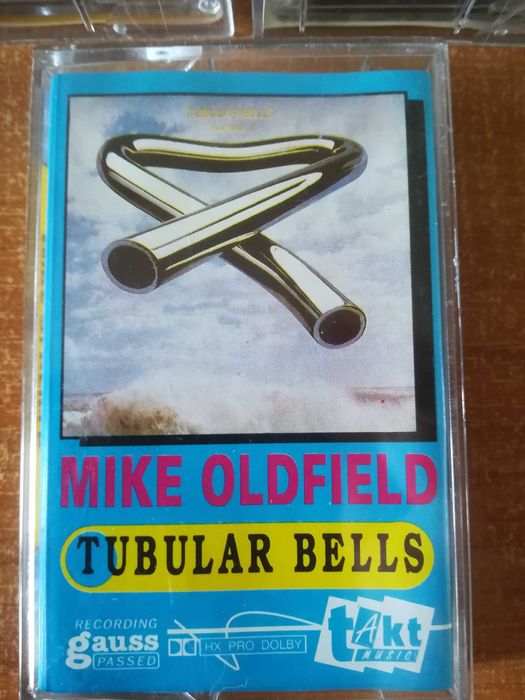 TUBULAR BELLS
MIKE OLDFIELD
TUBULAR BELLS
RECORDING
gauss
PASSED
HX PRO DOLBY
tAkt
MUSIC